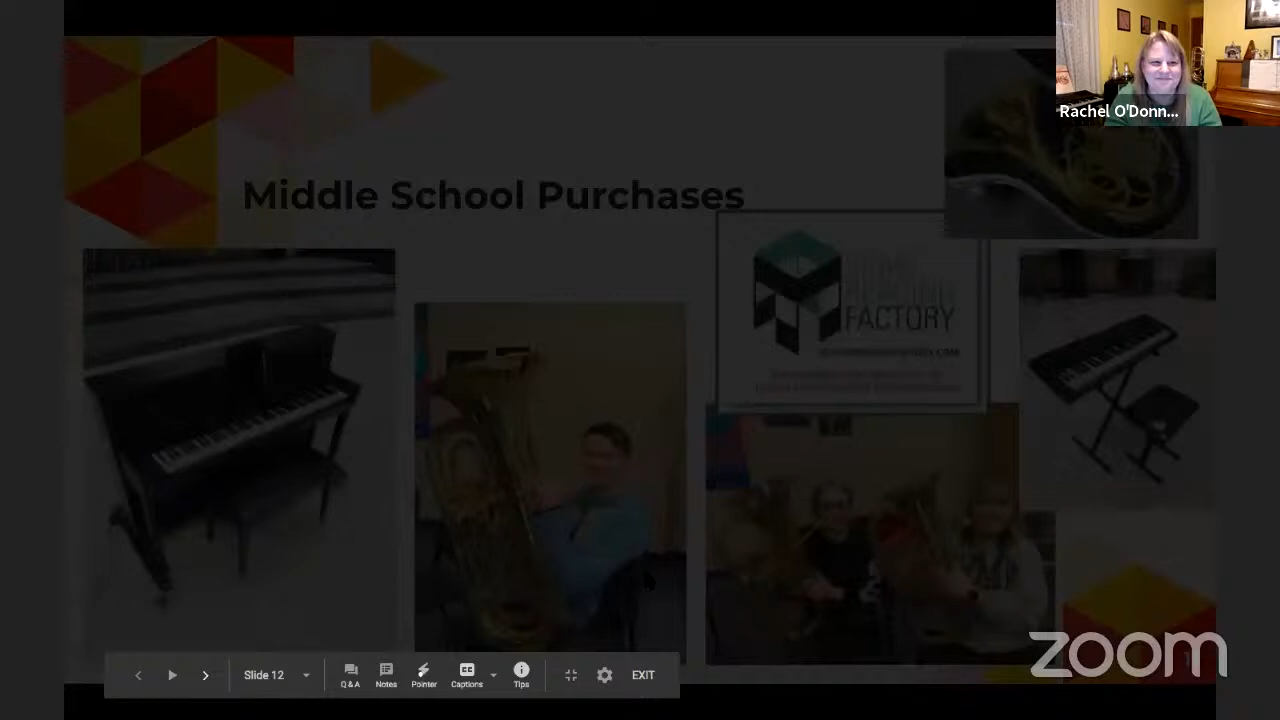 Rachel O'Donn...
Middle School Purchases
FACTORY
Slide 12
Q & A
Notes
Pointer
Captions
Tips
EXIT
zoom